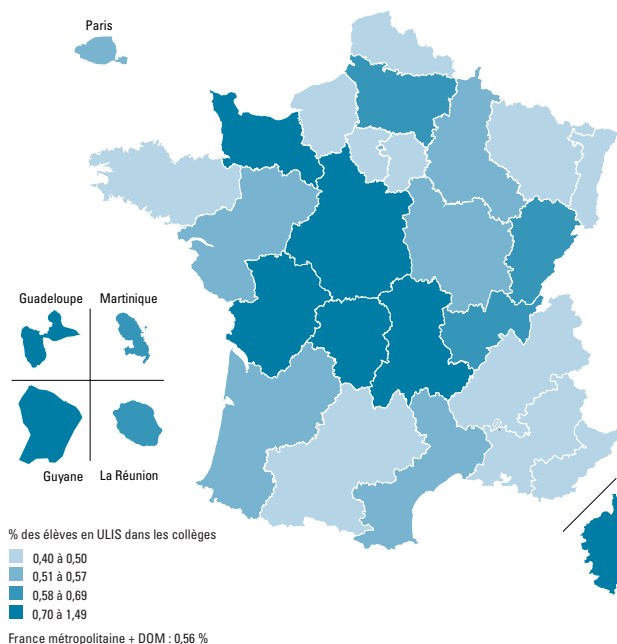 Paris
Guadeloupe
Martinique
Guyane
La Réunion
% des élèves en ULIS dans les collèges
0,40 à 0,50
0,51 à 0,57
0,58 à 0,69
0,70 à 1,49
France métropolitaine + DOM : 0,56 %